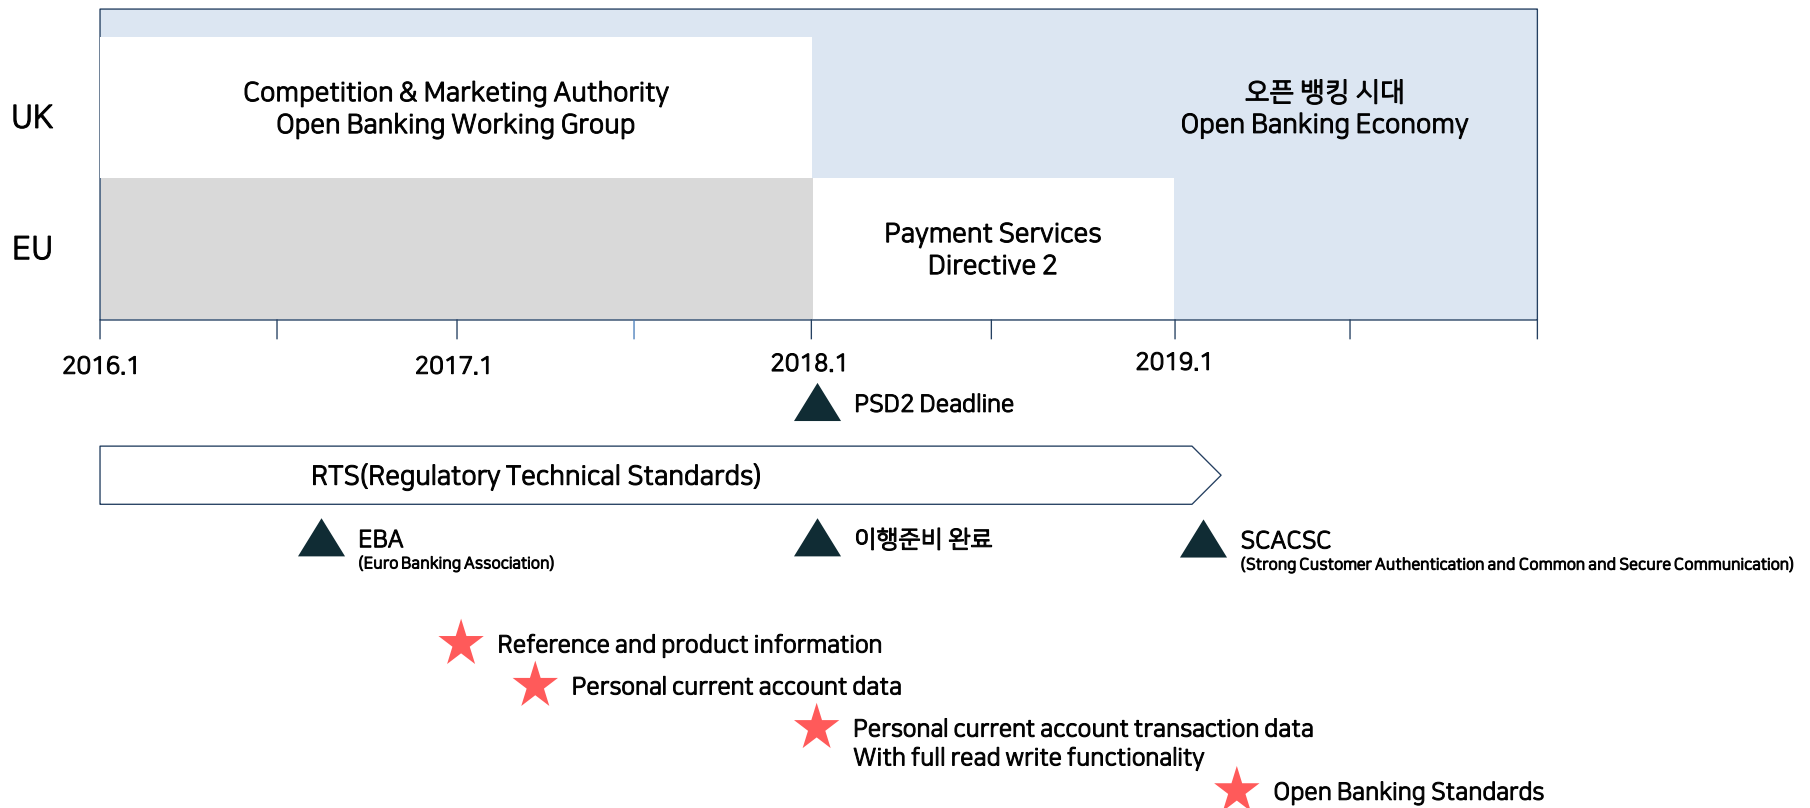 UK
Competition & Marketing Authority
Open Banking Working Group
오픈 뱅킹 시대
Open Banking Economy
EU
Payment Services
Directive 2
2016.1
2017.1
2018.1
2019.1
PSD2 Deadline
RTS(Regulatory Technical Standards)
EBA
(Euro Banking Association)
이행준비 완료
SCACSC
(Strong Customer Authentication and Common and Secure Communication)
Reference and product information
Personal current account data
Personal current account transaction data
With full read write functionality
Open Banking Standards